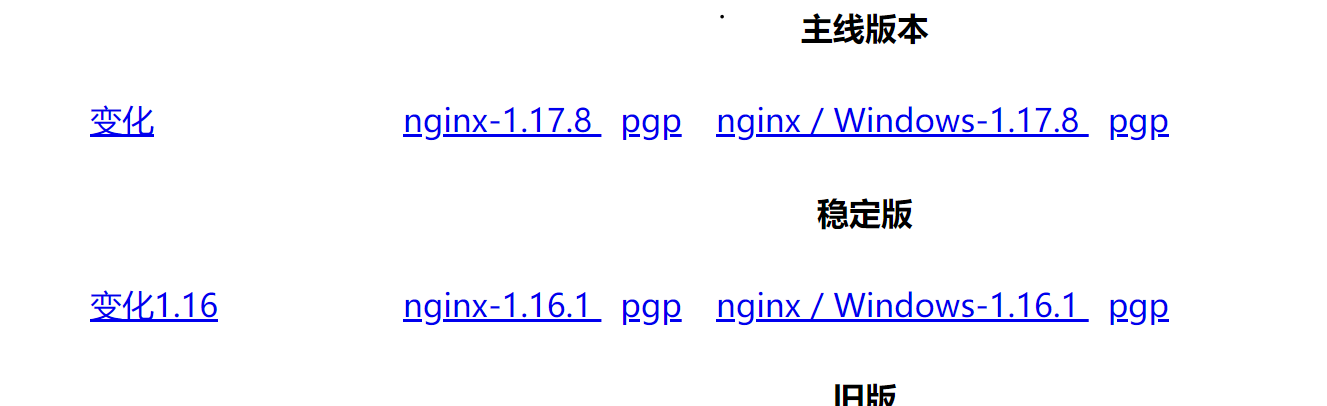 主线版本
变化 nginx-1.17.8 pgp nginx / Windows-1.17.8 pgp
稳定版
变化1.16 nginx-1.16.1 pgp nginx / Windows-1.16.1 pgp
旧版